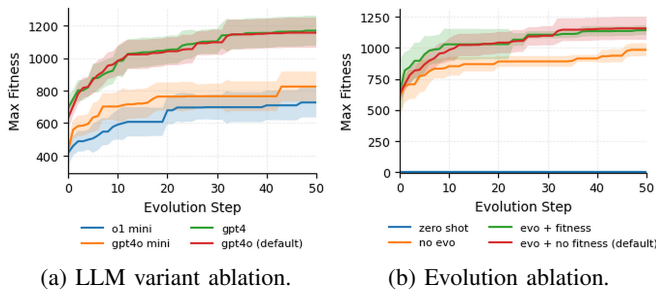 Max Fitness
1200
1000
800
600
400
0
10
20
30
40
50
Evolution Step
o1 mini
gpt4
gpt4o mini
gpt4o (default)
(a) LLM variant ablation.
Max Fitness
1250
1000
750
500
250
0
0
10
20
30
40
50
Evolution Step
zero shot
evo + fitness
no evo
evo + no fitness (default)
(b) Evolution ablation.